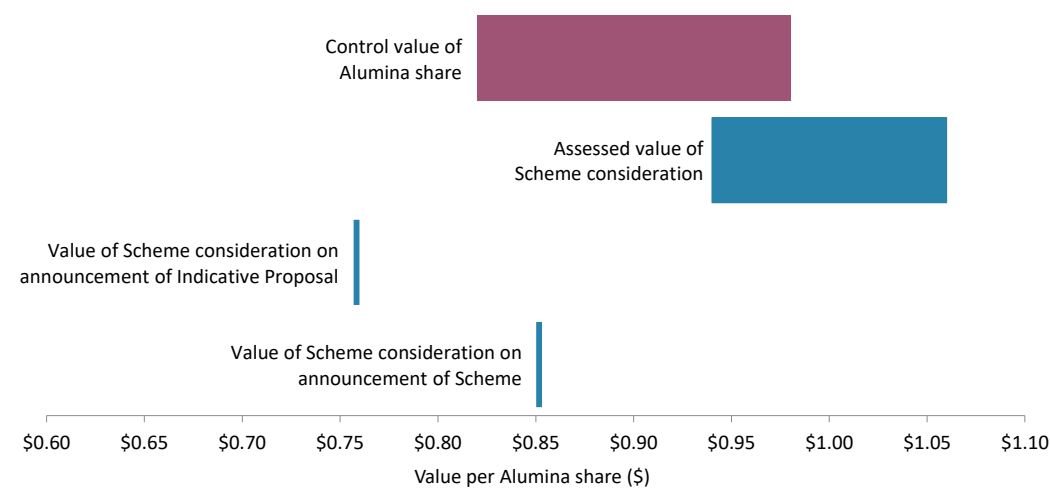 Control value of
Alumina share
Assessed value of
Scheme consideration
Value of Scheme consideration on
announcement of Indicative Proposal
Value of Scheme consideration on
announcement of Scheme
$0.60 $0.65 $0.70 $0.75 $0.80 $0.85 $0.90 $0.95 $1.00 $1.05 $1.10
Value per Alumina share ($)